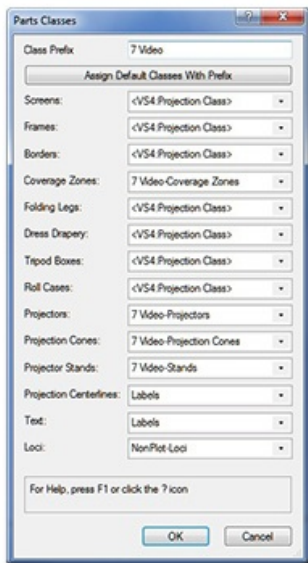 Parts Classes
Class Prefix 7 Video
Assign Default Classes With Prefix
Screens: <VS4:Projection Class>
Frames: <VS4:Projection Class>
Borders: <VS4:Projection Class>
Coverage Zones: 7 Video-Coverage Zones
Folding Legs: <VS4:Projection Class>
Dress Drapery: <VS4:Projection Class>
Tripod Boxes: <VS4:Projection Class>
Roll Cases: <VS4:Projection Class>
Projectors: 7 Video-Projectors
Projection Cones: 7 Video-Projection Cones
Projector Stands: 7 Video-Stands
Projection Centerlines: Labels
Text: Labels
Loci: NonPlot-Loci
For Help, press F1 or click the ? icon
OK Cancel